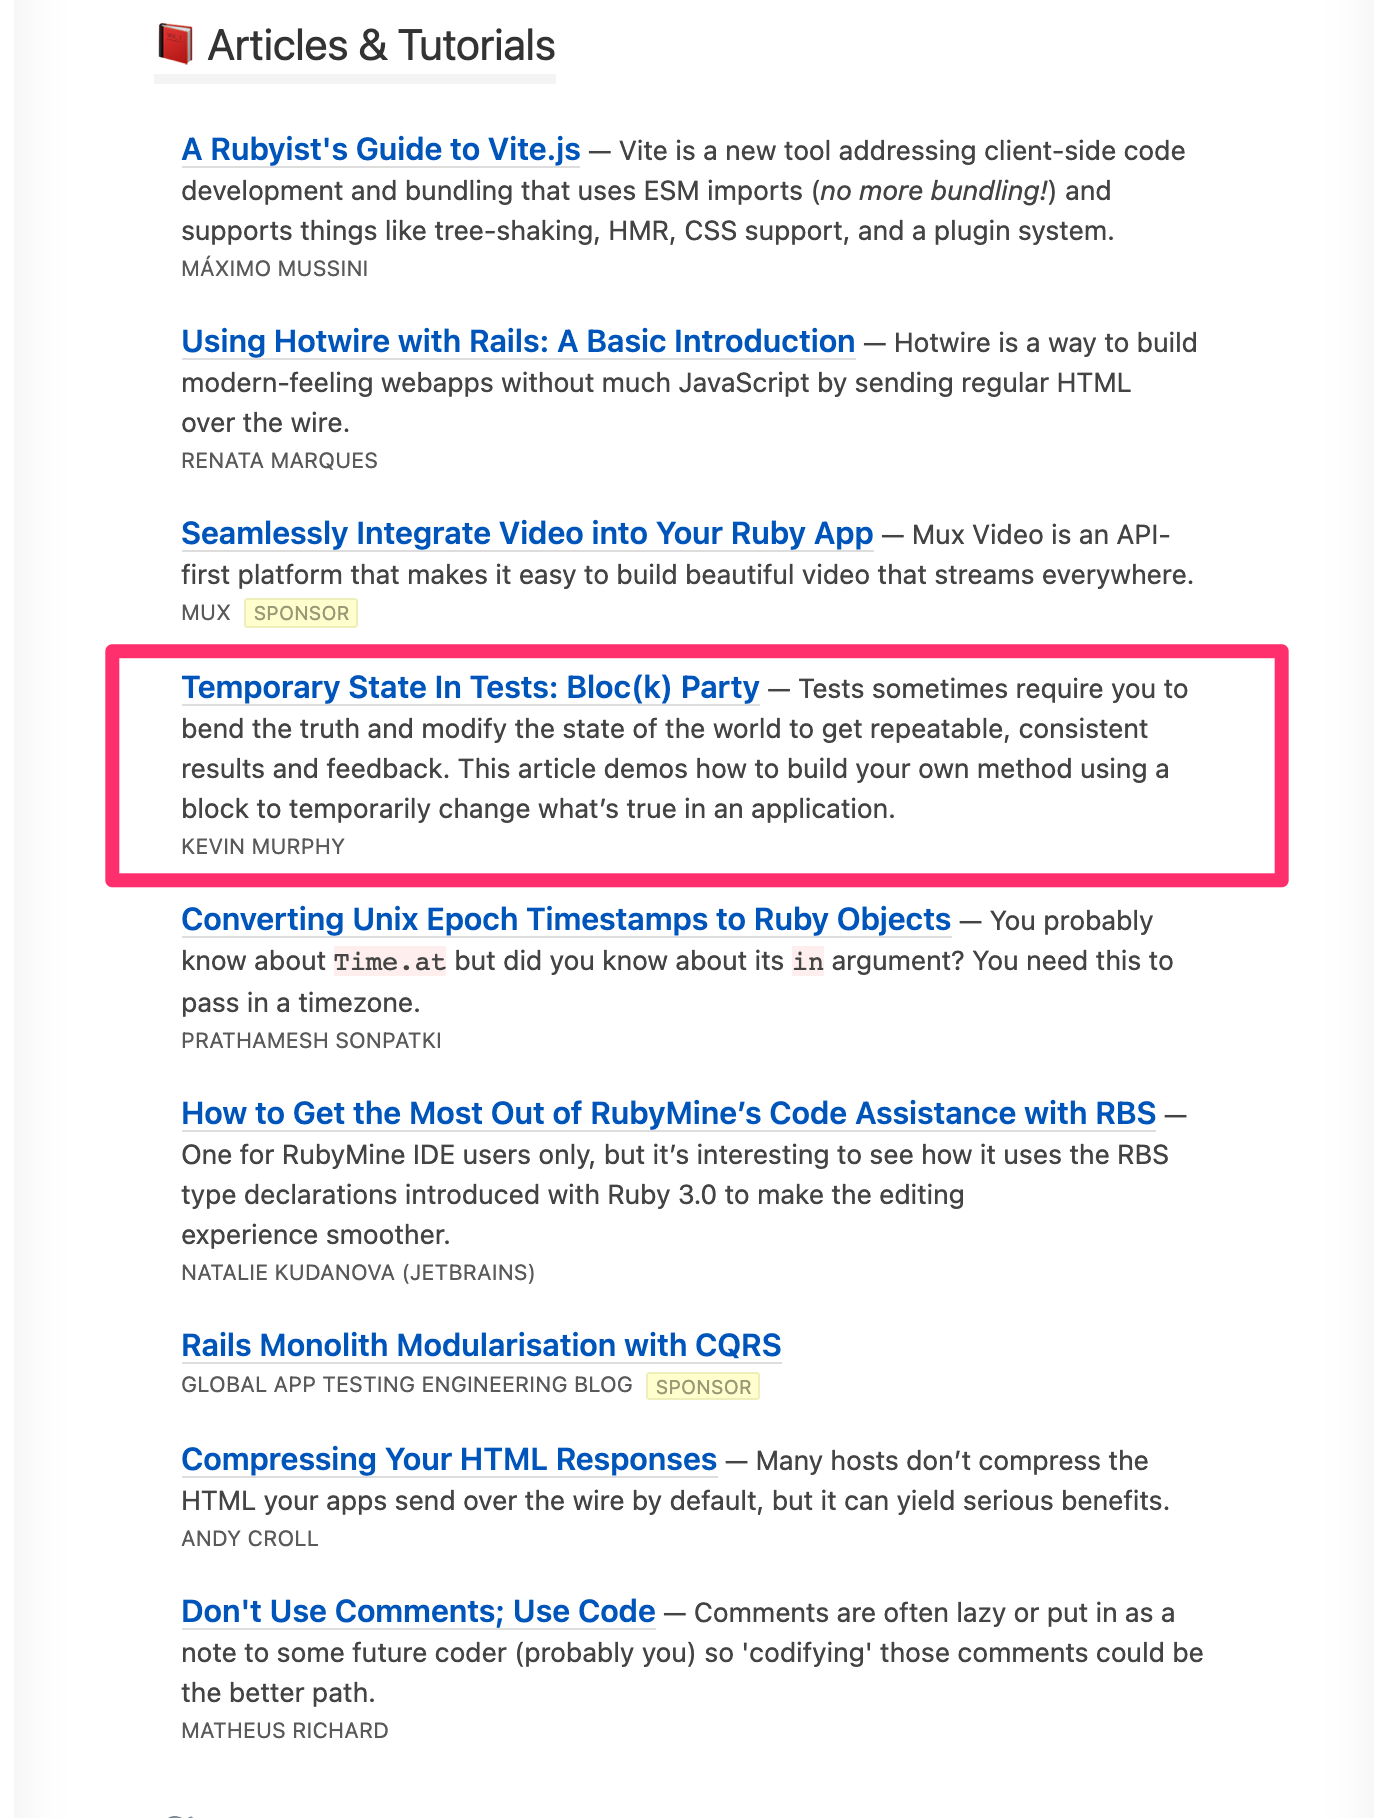 Articles & Tutorials
A Rubyist's Guide to Vite.js — Vite is a new tool addressing client-side code
development and bundling that uses ESM imports (no more bundling!) and
supports things like tree-shaking, HMR, CSS support, and a plugin system.
MÁXIMO MUSSINI
Using Hotwire with Rails: A Basic Introduction — Hotwire is a way to build
modern-feeling webapps without much JavaScript by sending regular HTML
over the wire.
RENATA MARQUES
Seamlessly Integrate Video into Your Ruby App — Mux Video is an API-
first platform that makes it easy to build beautiful video that streams everywhere.
MUX SPONSOR
Temporary State In Tests: Bloc(k) Party — Tests sometimes require you to
bend the truth and modify the state of the world to get repeatable, consistent
results and feedback. This article demos how to build your own method using a
block to temporarily change what’s true in an application.
KEVIN MURPHY
Converting Unix Epoch Timestamps to Ruby Objects — You probably
know about Time.at but did you know about its in argument? You need this to
pass in a timezone.
PRATHAMESH SONPATKI
How to Get the Most Out of RubyMine’s Code Assistance with RBS —
One for RubyMine IDE users only, but it’s interesting to see how it uses the RBS
type declarations introduced with Ruby 3.0 to make the editing
experience smoother.
NATALIE KUDANOVA (JETBRAINS)
Rails Monolith Modularisation with CQRS
GLOBAL APP TESTING ENGINEERING BLOG SPONSOR
Compressing Your HTML Responses — Many hosts don’t compress the
HTML your apps send over the wire by default, but it can yield serious benefits.
ANDY CROLL
Don't Use Comments; Use Code — Comments are often lazy or put in as a
note to some future coder (probably you) so 'codifying' those comments could be
the better path.
MATHEUS RICHARD